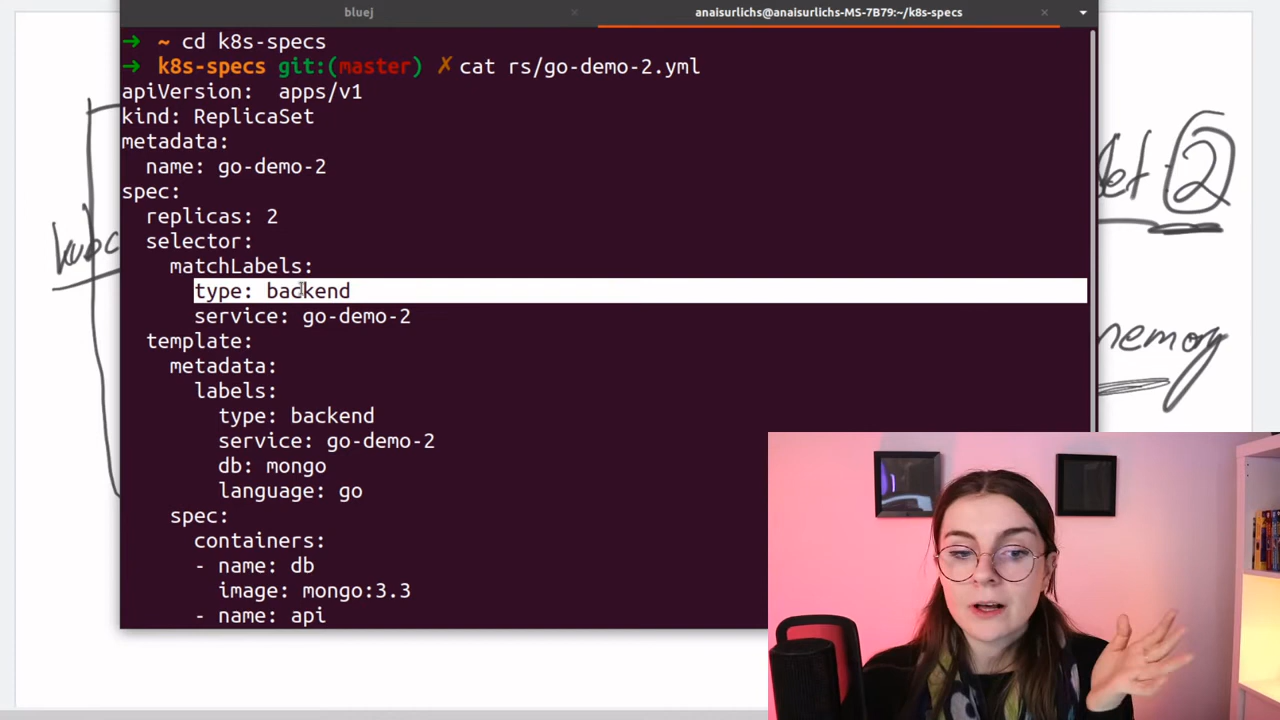 bluej
anaisurlichs@anaisurlichs-MS-7B79:~/k8s-specs
→ ~ cd k8s-specs
→ k8s-specs git:(master) ✗ cat rs/go-demo-2.yml
apiVersion: apps/v1
kind: ReplicaSet
metadata:
name: go-demo-2
spec:
replicas: 2
selector:
matchLabels:
type: backend
service: go-demo-2
template:
metadata:
labels:
type: backend
service: go-demo-2
db: mongo
language: go
spec:
containers:
- name: db
image: mongo:3.3
- name: api
2